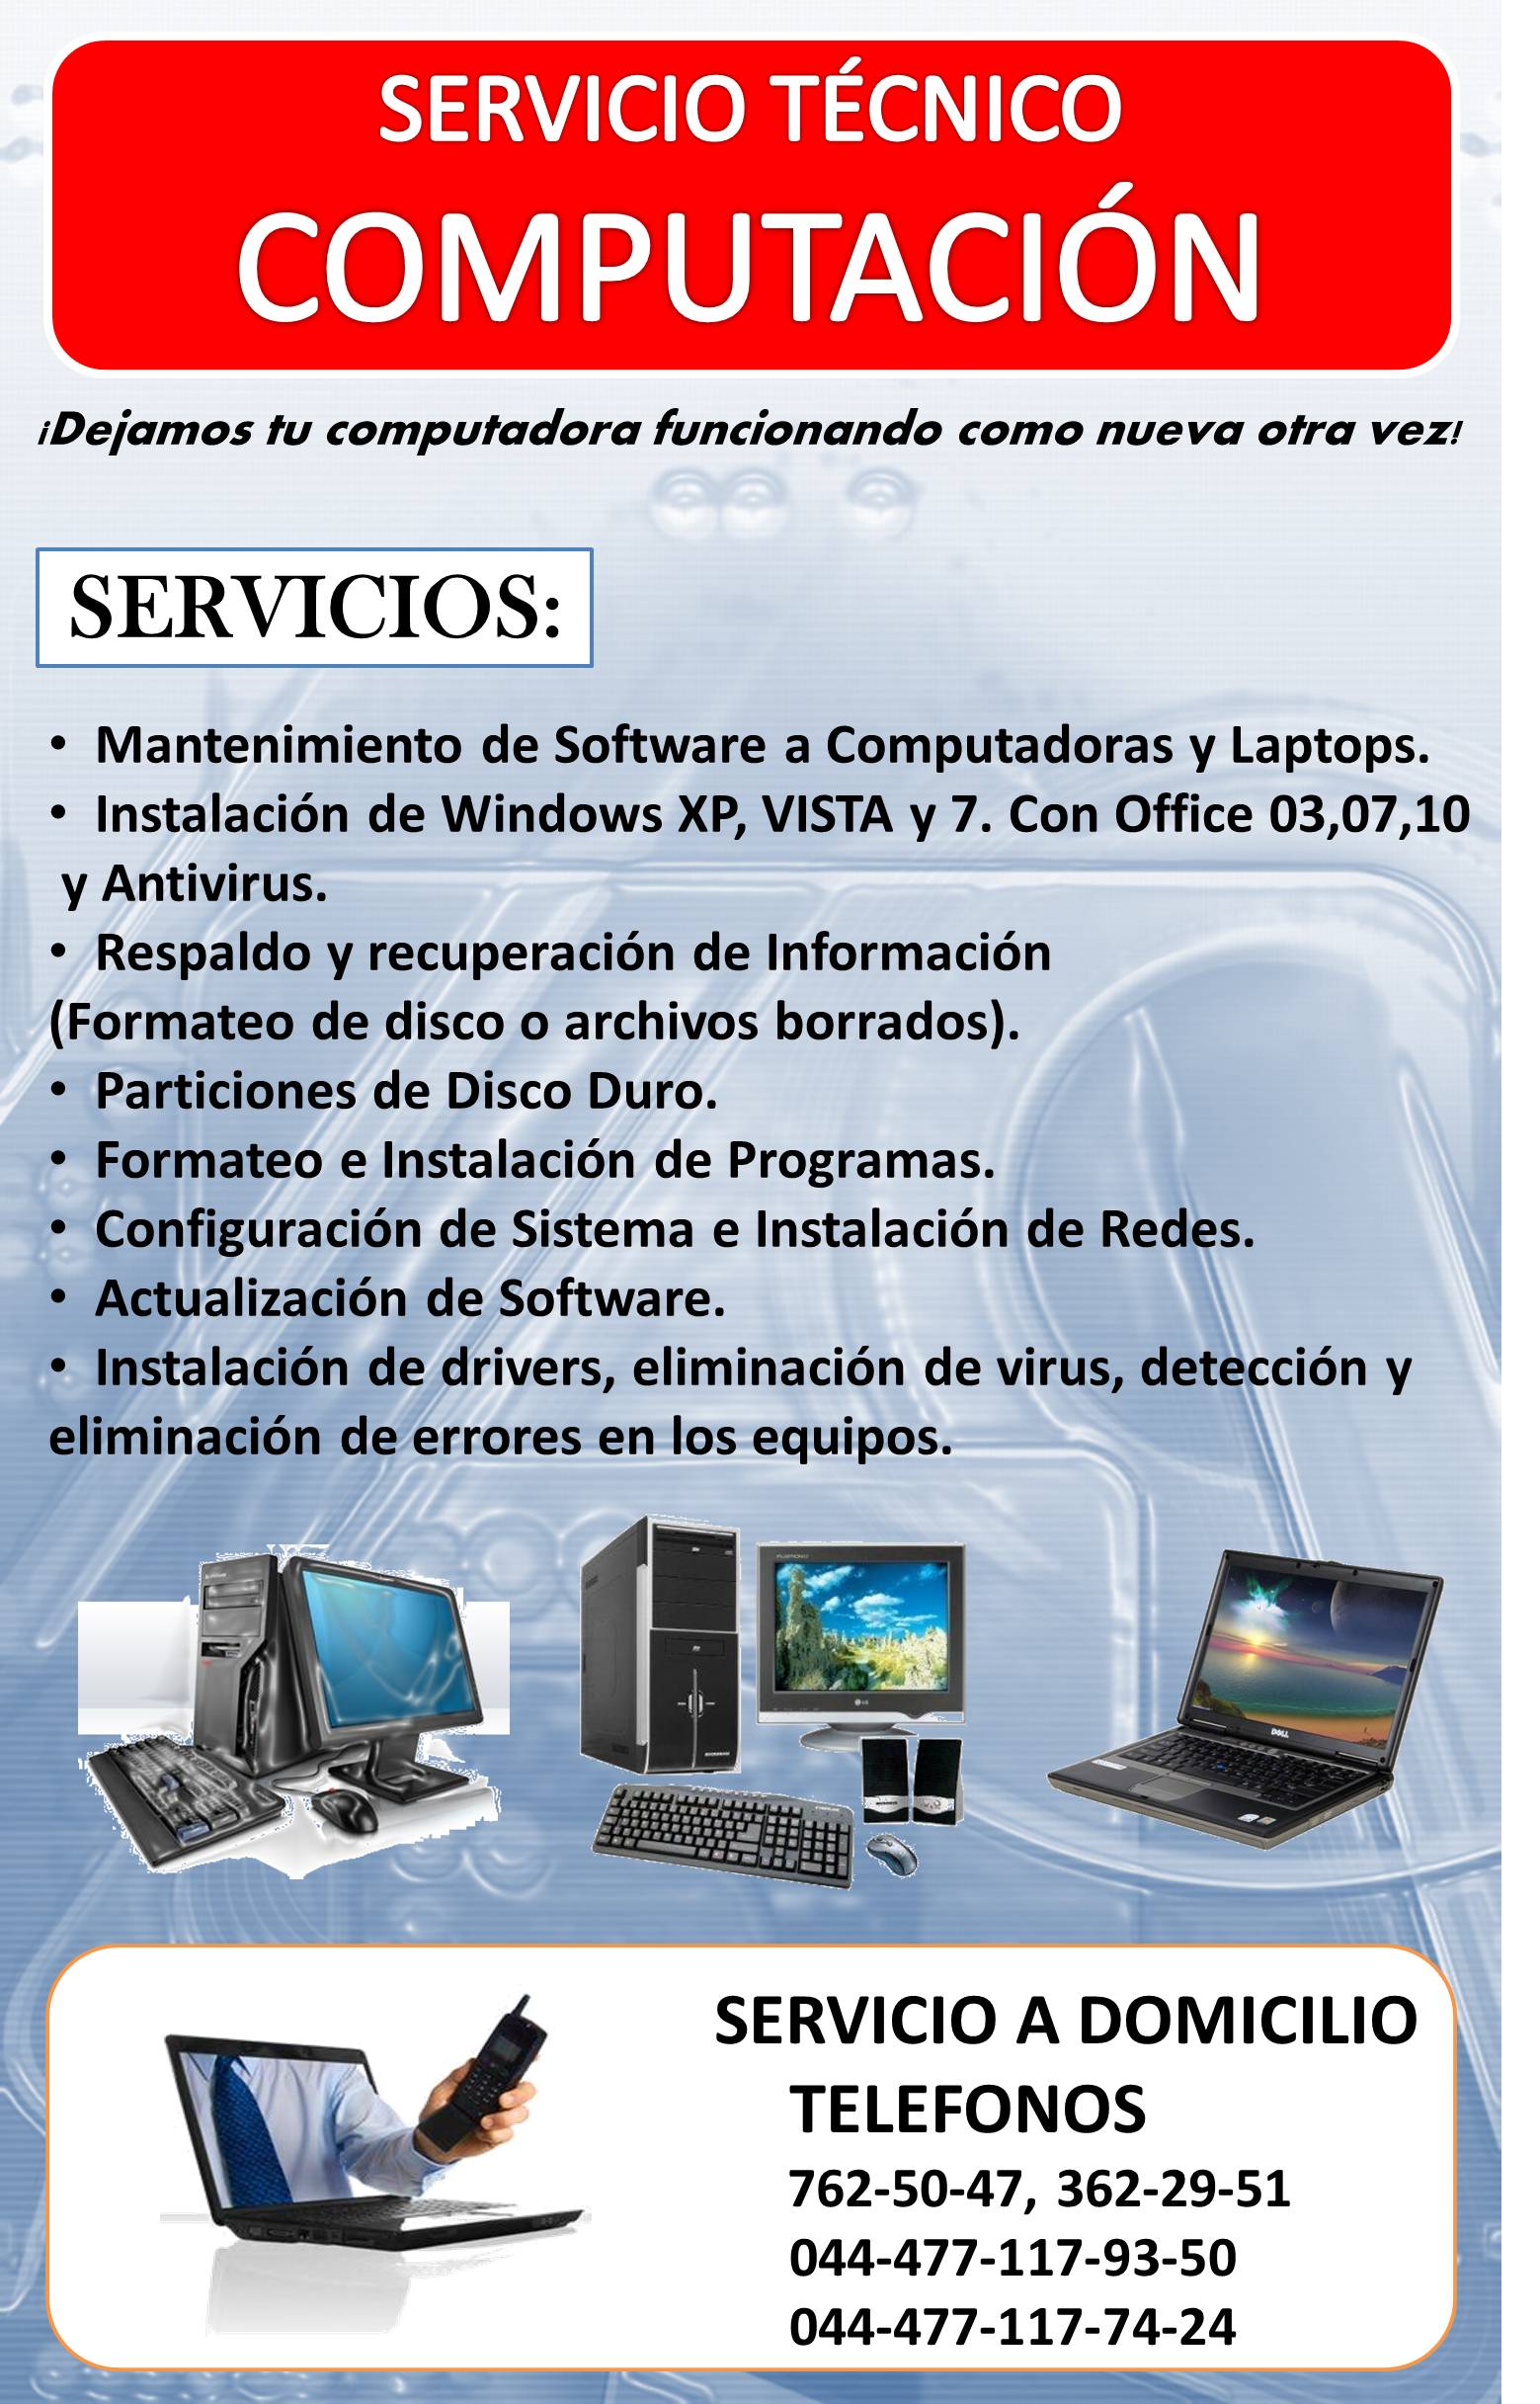 SERVICIO TÉCNICO
COMPUTACIÓN
¡Dejamos tu computadora funcionando como nueva otra vez!
SERVICIOS:
• Mantenimiento de Software a Computadoras y Laptops.
• Instalación de Windows XP, VISTA y 7. Con Office 03,07,10
y Antivirus.
• Respaldo y recuperación de Información
(Formateo de disco o archivos borrados).
• Particiones de Disco Duro.
• Formateo e Instalación de Programas.
• Configuración de Sistema e Instalación de Redes.
• Actualización de Software.
• Instalación de drivers, eliminación de virus, detección y
eliminación de errores en los equipos.
LG
DELL
SERVICIO A DOMICILIO
TELEFONOS
762-50-47, 362-29-51
044-477-117-93-50
044-477-117-74-24